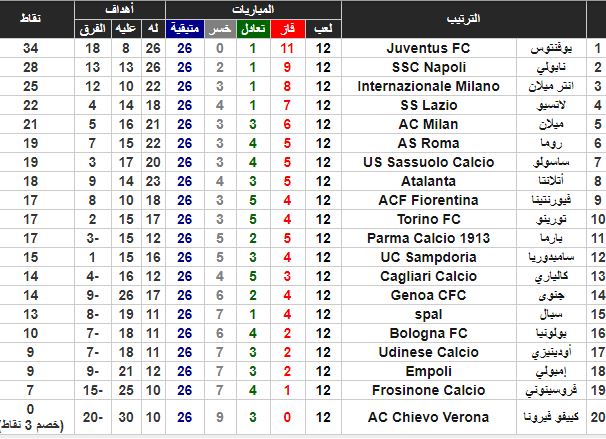 الترتيب المباريات أهداف نقاط
لعب فاز تعادل خسر متبقية له عليه الفرق
1 يوفنتوس Juventus FC 12 11 1 0 26 26 8 18 34
2 نابولي SSC Napoli 12 9 1 2 26 26 13 13 28
3 انتر ميلان Internazionale Milano 12 8 1 3 26 22 10 12 25
4 لاتسيو SS Lazio 12 7 1 4 26 18 14 4 22
5 ميلان AC Milan 12 6 3 3 26 21 16 5 21
6 روما AS Roma 12 5 4 3 26 22 15 7 19
7 ساسولو US Sassuolo Calcio 12 5 4 3 26 20 17 3 19
8 أتلانتا Atalanta 12 5 3 4 26 23 14 9 18
9 فيورنتينا ACF Fiorentina 12 4 5 3 26 18 10 8 17
10 تورينو Torino FC 12 4 5 3 26 17 15 2 17
11 بارما Parma Calcio 1913 12 5 2 5 26 12 15 3- 17
12 سامبدوريا UC Sampdoria 12 4 3 5 26 16 15 1 15
13 كالياري Cagliari Calcio 12 3 5 4 26 12 16 4- 14
14 جنوى Genoa CFC 12 4 2 6 26 17 26 9- 14
15 سبال spal 12 4 1 7 26 11 19 8- 13
16 بولونيا Bologna FC 12 2 4 6 26 11 18 7- 10
17 أودينيزي Udinese Calcio 12 2 3 7 26 11 18 7- 9
18 إمبولي Empoli 12 2 3 7 26 12 21 9- 9
19 فروسينوني Frosinone Calcio 12 1 4 7 26 10 25 15- 7
20 كييفو فيرونا AC Chievo Verona 12 0 3 9 26 10 30 20- 0
(خصم 3 نقاط)